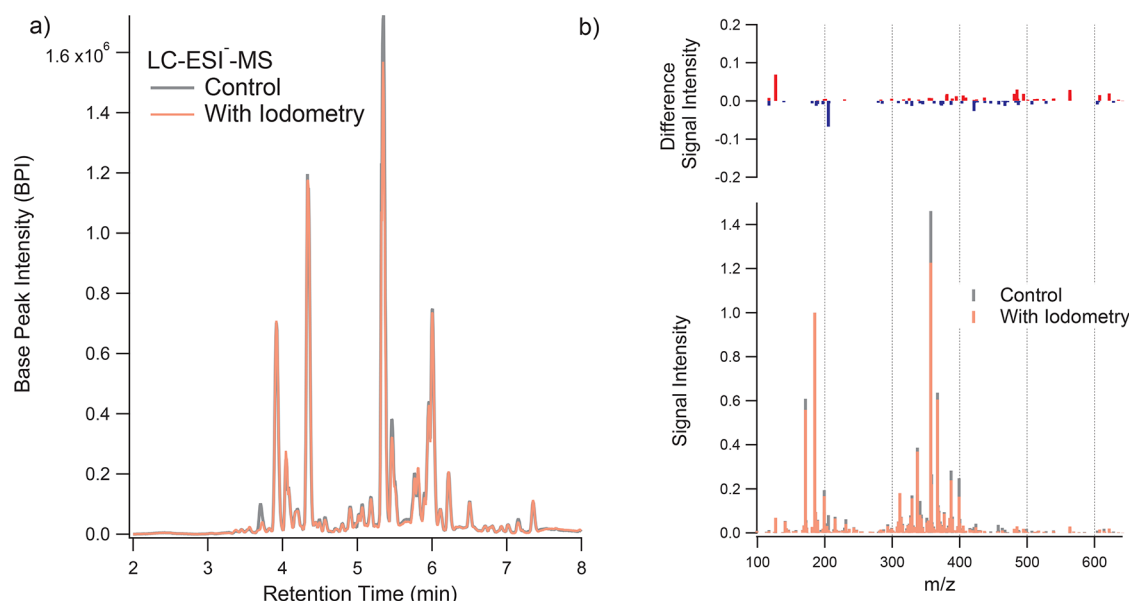 a)
LC-ESI⁻-MS
Control
With Iodometry
Base Peak Intensity (BPI)
1.6 x10⁶
1.4
1.2
1.0
0.8
0.6
0.4
0.2
0.0
2 3 4 5 6 7 8
Retention Time (min)
b)
Difference
Signal Intensity
0.2
0.1
0.0
-0.1
-0.2
Signal Intensity
1.4
1.2
1.0
0.8
0.6
0.4
0.2
0.0
Control
With Iodometry
100 200 300 400 500 600
m/z